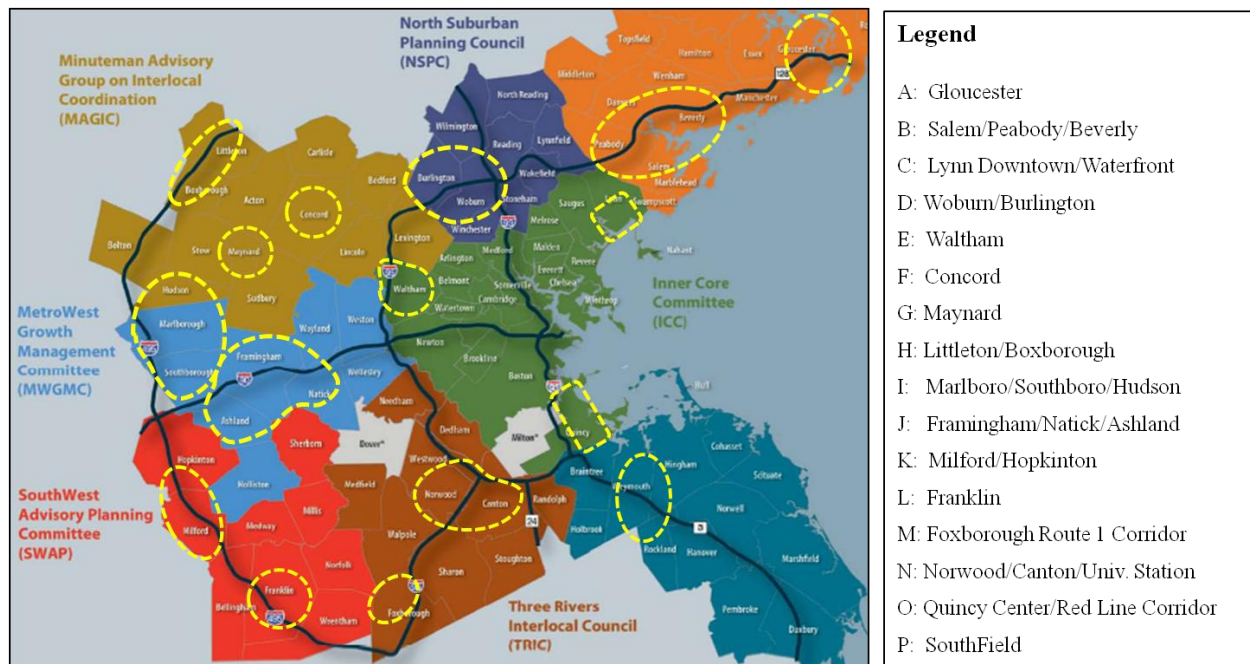 North Suburban
Planning Council
(NSPC)
Minuteman Advisory
Group on Interlocal
Coordination
(MAGIC)
MetroWest
Growth
Management
Committee
(MWGMC)
SouthWest
Advisory Planning
Committee
(SWAP)
Three Rivers
Interlocal Council
(TRIC)
Inner Core
Committee
(ICC)
Topsfield
Hamilton
Essex
Gloucester
Middleton
Wenham
128
Danvers
Manchester
Beverly
Peabody
Salem
Marblehead
Swampscott
North Reading
Wilmington
Lynnfield
Reading
Burlington
Wakefield
Woburn
Stoneham
Winchester
Littleton
Carlisle
Boxborough
Bedford
Acton
Concord
Bolton
Stow
Maynard
Lincoln
Lexington
Hudson
Sudbury
Saugus
Lynn
Melrose
Nahant
Arlington
Medford
Malden
Revere
Everett
Chelsea
Belmont
Somerville
Waltham
Cambridge
Winthrop
Watertown
Newton
Brookline
Boston
Quincy
Milton*
Marlborough
Wayland
Weston
Framingham
Southborough
Wellesley
Natick
Ashland
Holliston
Sherborn
Hopkinton
Milford
Medway
Millis
Norfolk
Franklin
Bellingham
Wrentham
Needham
Dover*
Dedham
Westwood
Medfield
Norwood
Canton
Randolph
24
Walpole
Stoughton
Sharon
Foxborough
Hull
Cohasset
Braintree
Hingham
Scituate
Weymouth
Holbrook
Norwell
3
Rockland
Hanover
Marshfield
Pembroke
Duxbury
495
Legend
A: Gloucester
B: Salem/Peabody/Beverly
C: Lynn Downtown/Waterfront
D: Woburn/Burlington
E: Waltham
F: Concord
G: Maynard
H: Littleton/Boxborough
I: Marlboro/Southboro/Hudson
J: Framingham/Natick/Ashland
K: Milford/Hopkinton
L: Franklin
M: Foxborough Route 1 Corridor
N: Norwood/Canton/Univ. Station
O: Quincy Center/Red Line Corridor
P: SouthField